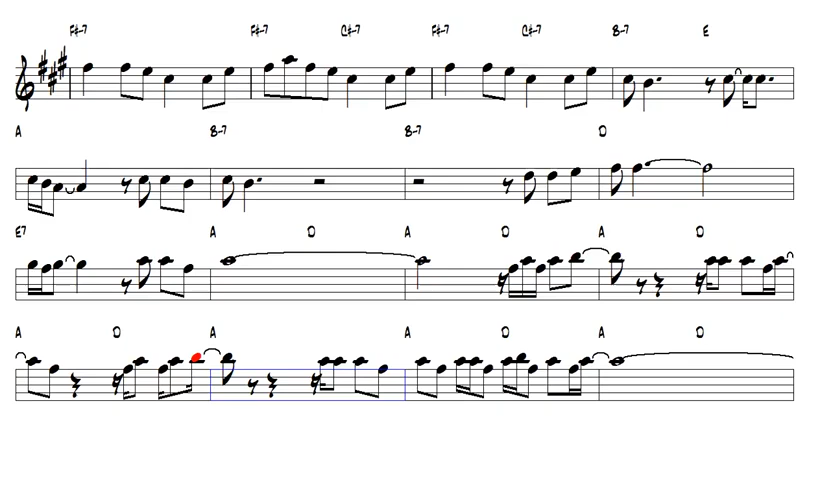 F#-7 F#-7 C#-7 F#-7 C#-7 B-7 E
A B-7 B-7 D
E7 A D A D A D
A D A A D A D